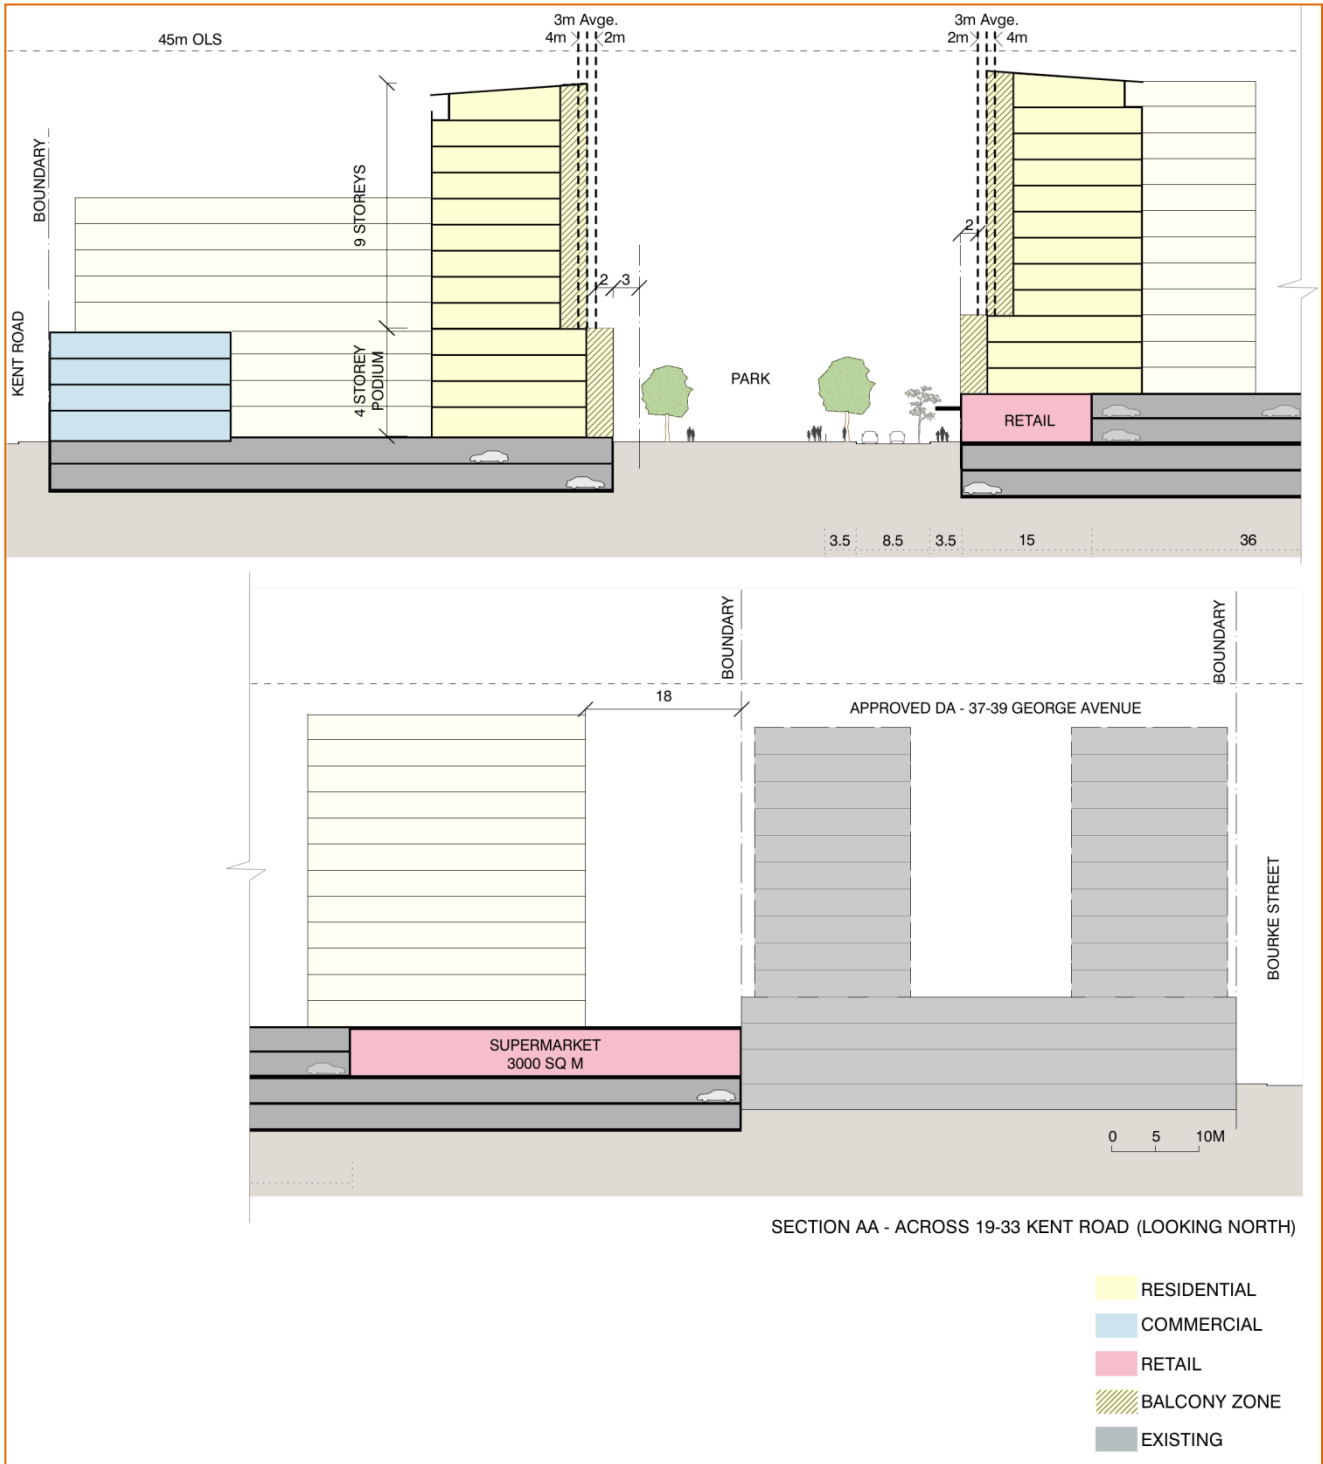 3m Avge.
4m
2m
3m Avge.
2m
4m
45m OLS
BOUNDARY
KENT ROAD
9 STOREYS
4 STOREY
PODIUM
2
3
2
PARK
RETAIL
3.5
8.5
3.5
15
36
BOUNDARY
BOUNDARY
18
APPROVED DA - 37-39 GEORGE AVENUE
BOURKE STREET
SUPERMARKET
3000 SQ M
0 5 10M
SECTION AA - ACROSS 19-33 KENT ROAD (LOOKING NORTH)
RESIDENTIAL
COMMERCIAL
RETAIL
BALCONY ZONE
EXISTING